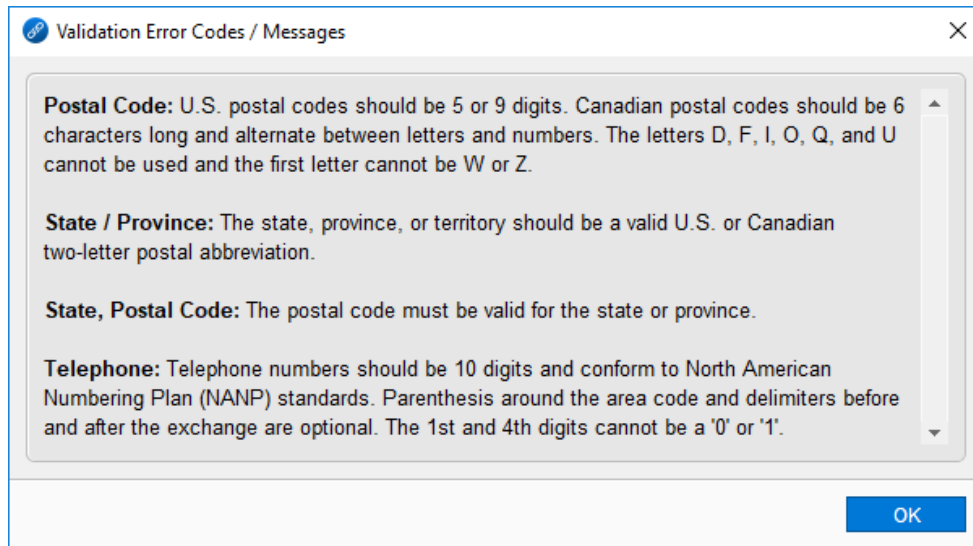 Validation Error Codes / Messages
Postal Code: U.S. postal codes should be 5 or 9 digits. Canadian postal codes should be 6
characters long and alternate between letters and numbers. The letters D, F, I, O, Q, and U
cannot be used and the first letter cannot be W or Z.
State / Province: The state, province, or territory should be a valid U.S. or Canadian
two-letter postal abbreviation.
State, Postal Code: The postal code must be valid for the state or province.
Telephone: Telephone numbers should be 10 digits and conform to North American
Numbering Plan (NANP) standards. Parenthesis around the area code and delimiters before
and after the exchange are optional. The 1st and 4th digits cannot be a '0' or '1'.
OK